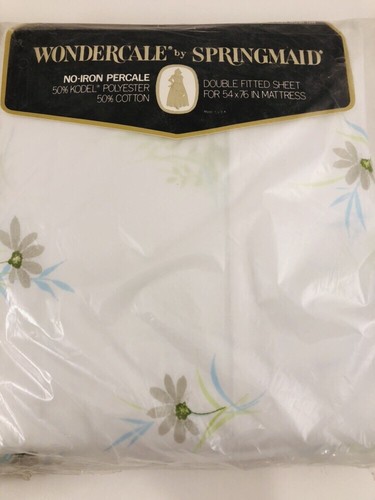 WONDERCALE® by SPRINGMAID®
NO-IRON PERCALE
50% KODEL® POLYESTER
50% COTTON
DOUBLE FITTED SHEET
FOR 54 x 76 IN. MATTRESS